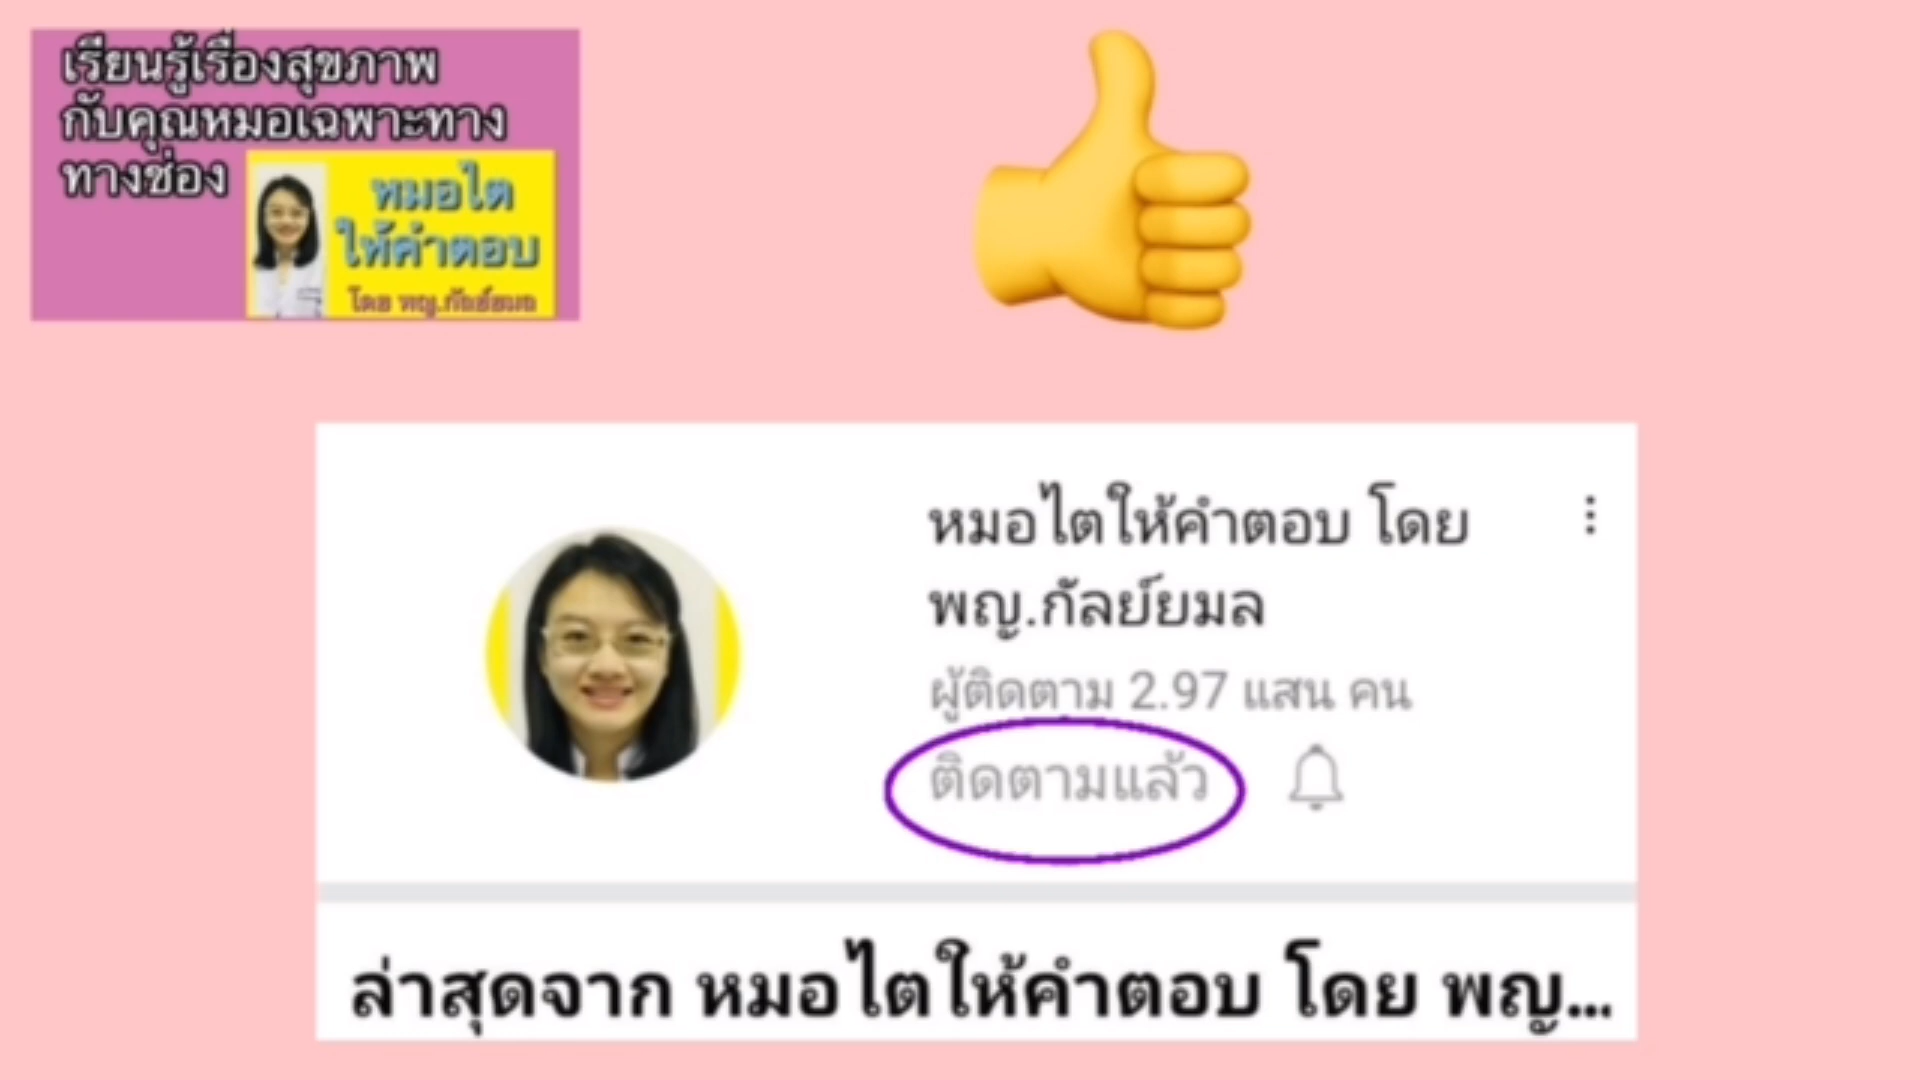 เรียนรู้เรื่องสุขภาพ
กับคุณหมอเฉพาะทาง
ทางช่อง
หมอไต
ให้คำตอบ
โดย พญ.กัลย์ยมล
หมอไตให้คำตอบ โดย
พญ.กัลย์ยมล
ผู้ติดตาม 2.97 แสน คน
ติดตามแล้ว
ล่าสุดจาก หมอไตให้คำตอบ โดย พญ...